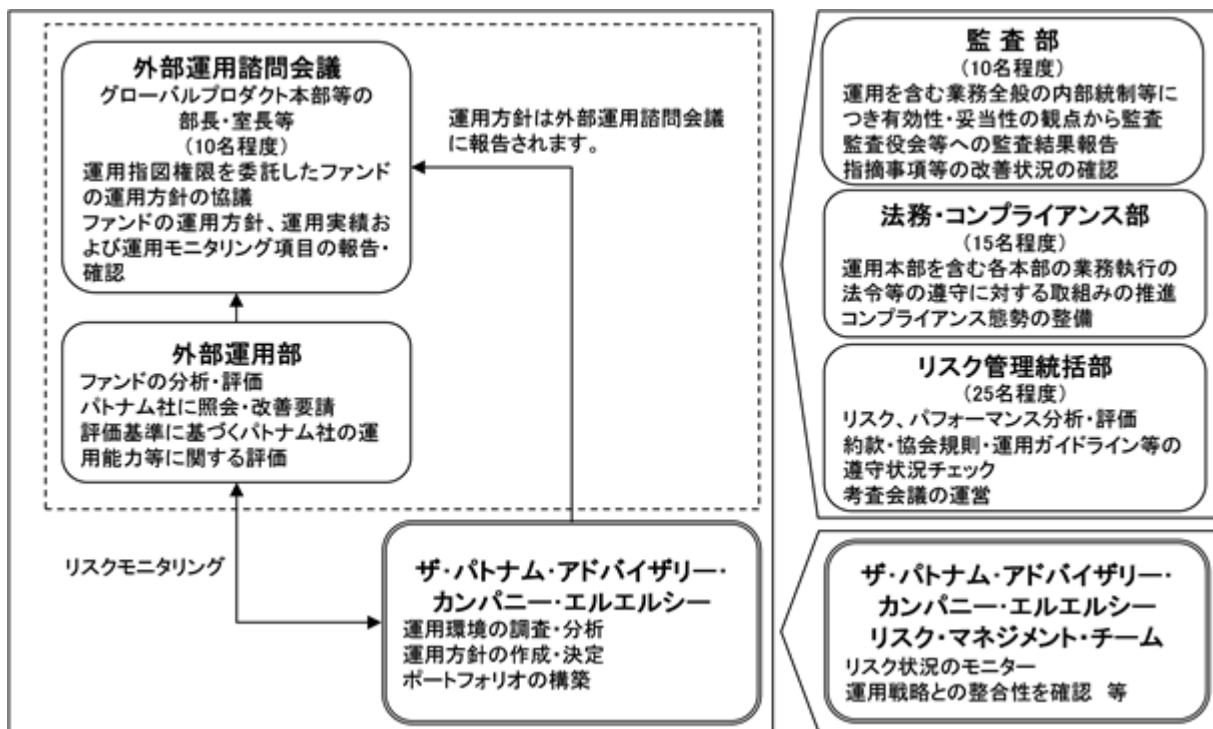 外部運用諮問会議
グローバルプロダクト本部等の
部長・室長等
(10名程度)
運用指図権限を委託したファンド
の運用方針の協議
ファンドの運用方針、運用実績お
よび運用モニタリング項目の報告・
確認
運用方針は外部運用諮問会議
に報告されます。
外部運用部
ファンドの分析・評価
パトナム社に照会・改善要請
評価基準に基づくパトナム社の運
用能力等に関する評価
リスクモニタリング
ザ・パトナム・アドバイザリー・
カンパニー・エルエルシー
運用環境の調査・分析
運用方針の作成・決定
ポートフォリオの構築
監 査 部
(10名程度)
運用を含む業務全般の内部統制等に
つき有効性・妥当性の観点から監査
監査役会等への監査結果報告
指摘事項等の改善状況の確認
法務・コンプライアンス部
(15名程度)
運用本部を含む各本部の業務執行の
法令等の遵守に対する取組みの推進
コンプライアンス態勢の整備
リスク管理統括部
(25名程度)
リスク、パフォーマンス分析・評価
約款・協会規則・運用ガイドライン等の
遵守状況チェック
考査会議の運営
ザ・パトナム・アドバイザリー・
カンパニー・エルエルシー
リスク・マネジメント・チーム
リスク状況のモニター
運用戦略との整合性を確認 等